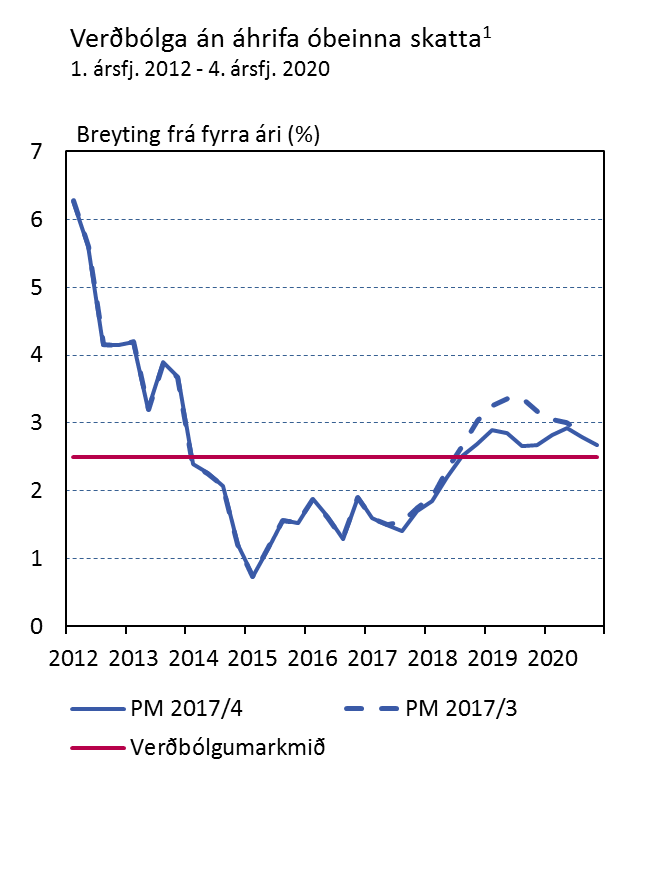 Verðbólga án áhrifa óbeinna skatta¹
1. ársfj. 2012 - 4. ársfj. 2020
Breyting frá fyrra ári (%)
7
6
5
4
3
2
1
0
2012 2013 2014 2015 2016 2017 2018 2019 2020
PM 2017/4 PM 2017/3
Verðbólgumarkmið